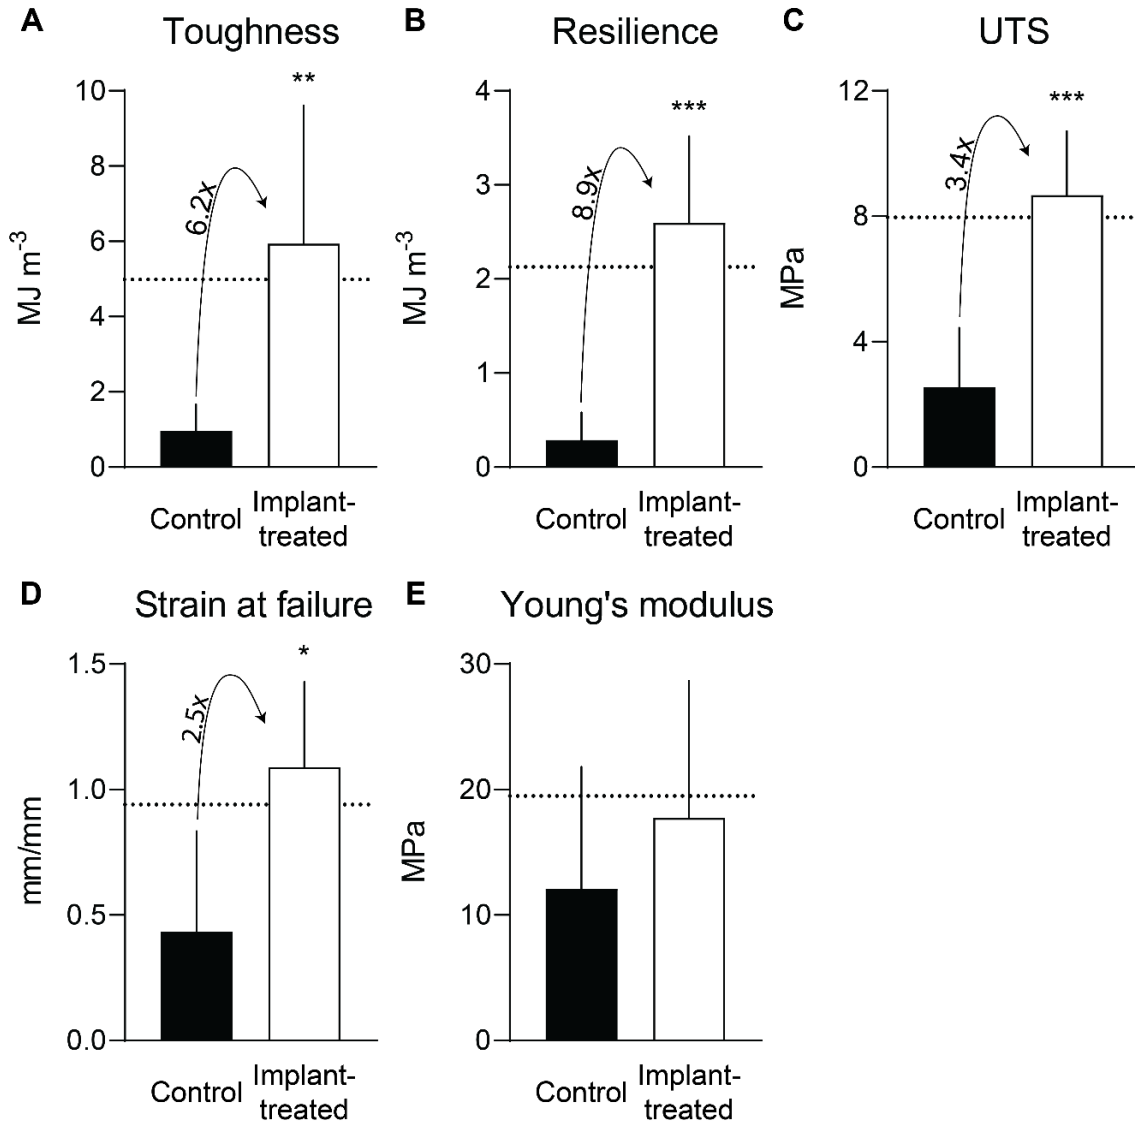 A Toughness
**
10
8
6
4
2
0
MJ m-3
6.2x
Control
Implant-
treated
B Resilience
***
4
3
2
1
0
MJ m-3
8.9x
Control
Implant-
treated
C UTS
***
12
8
4
0
MPa
3.4x
Control
Implant-
treated
D Strain at failure
*
1.5
1.0
0.5
0.0
mm/mm
2.5x
Control
Implant-
treated
E Young's modulus
30
20
10
0
MPa
Control
Implant-
treated